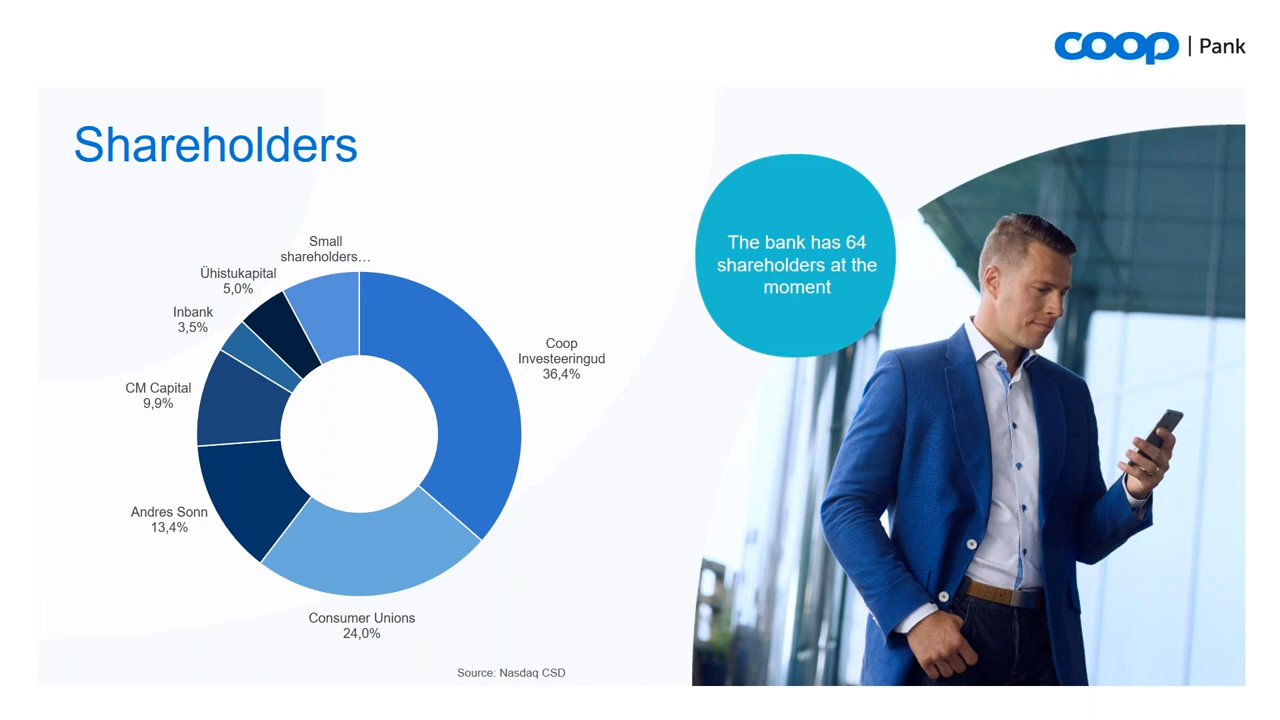 coop | Pank
Shareholders
The bank has 64
shareholders at the
moment
Small
shareholders…
Ühistukapital
5,0%
Inbank
3,5%
CM Capital
9,9%
Andres Sonn
13,4%
Consumer Unions
24,0%
Coop
Investeeringud
36,4%
Source: Nasdaq CSD